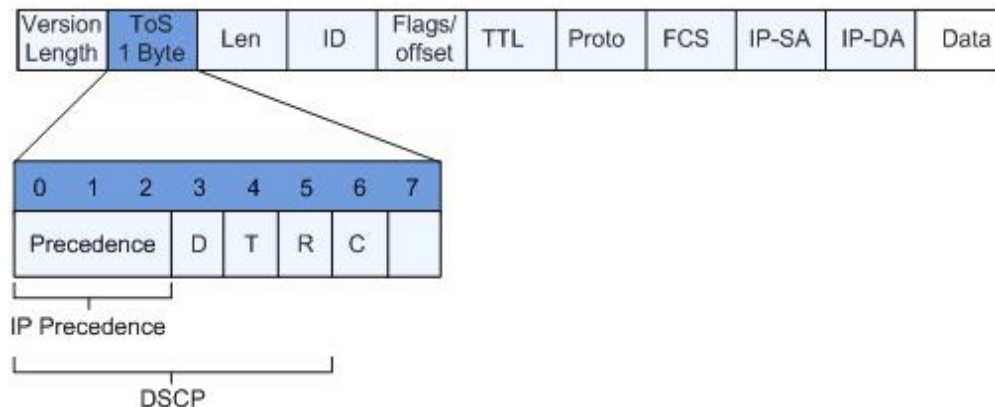 Version Length ToS 1 Byte Len ID Flags/ offset TTL Proto FCS IP-SA IP-DA Data
0 1 2 3 4 5 6 7
Precedence D T R C
IP Precedence
DSCP